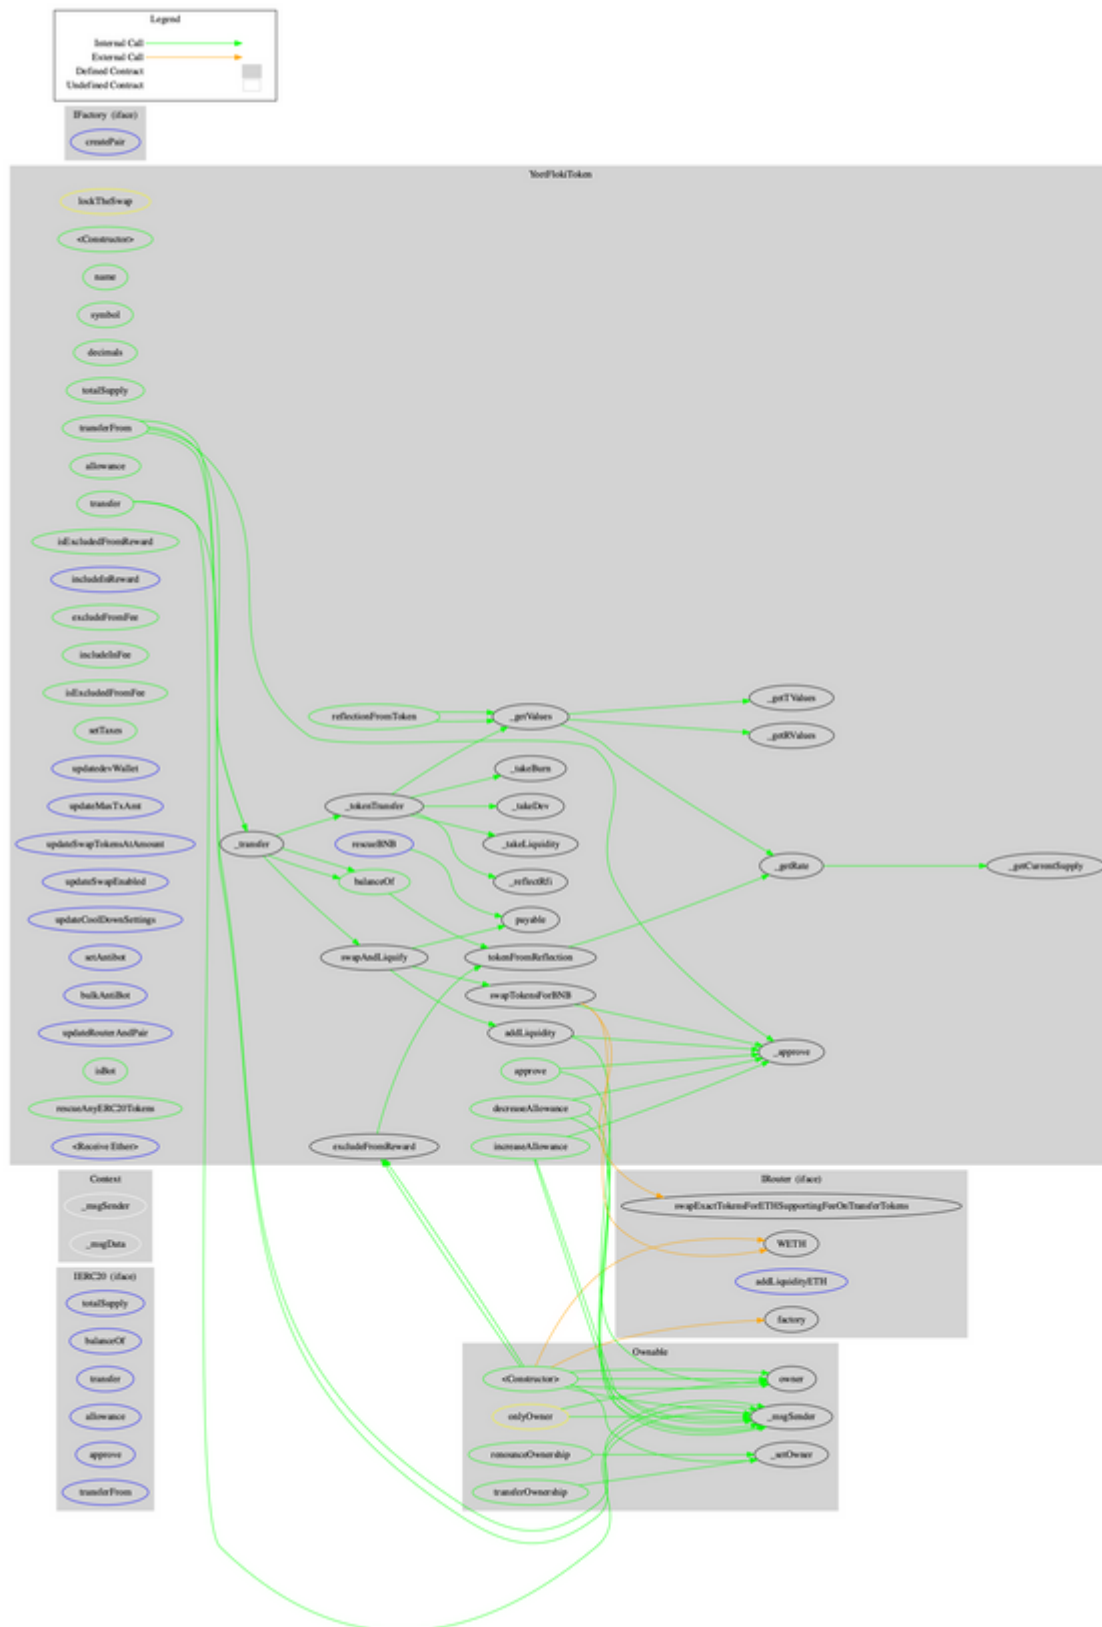 Legend
Internal Call
External Call
Defined Contract
Undefined Contract
IFactory (iface)
createPair
YooFlokiToken
lockTheSwap
<Constructor>
name
symbol
decimals
totalSupply
transferFrom
allowance
transfer
isExcludedFromReward
includeInReward
excludeFromFee
includeInFee
isExcludedFromFee
setTaxes
updatedevWallet
updateMaxTxAmt
updateSwapTokensAtAmount
updateSwapEnabled
updateCoolDownSettings
setAntibot
bulkAntiBot
updateRouterAndPair
isBot
rescueAnyERC20Tokens
<Receive Ether>
_transfer
reflectionFromToken
_tokenTransfer
rescueBNB
balanceOf
swapAndLiquify
excludeFromReward
_getValues
_takeBurn
_takeDev
_takeLiquidity
_reflectRfi
payable
tokenFromReflection
swapTokensForBNB
addLiquidity
approve
decreaseAllowance
increaseAllowance
_getTValues
_getRValues
_getRate
_approve
_getCurrentSupply
Context
_msgSender
_msgData
IERC20 (iface)
totalSupply
balanceOf
transfer
allowance
approve
transferFrom
IRouter (iface)
swapExactTokensForETHSupportingFeeOnTransferTokens
WETH
addLiquidityETH
factory
Ownable
<Constructor>
onlyOwner
renounceOwnership
transferOwnership
owner
_msgSender
_setOwner